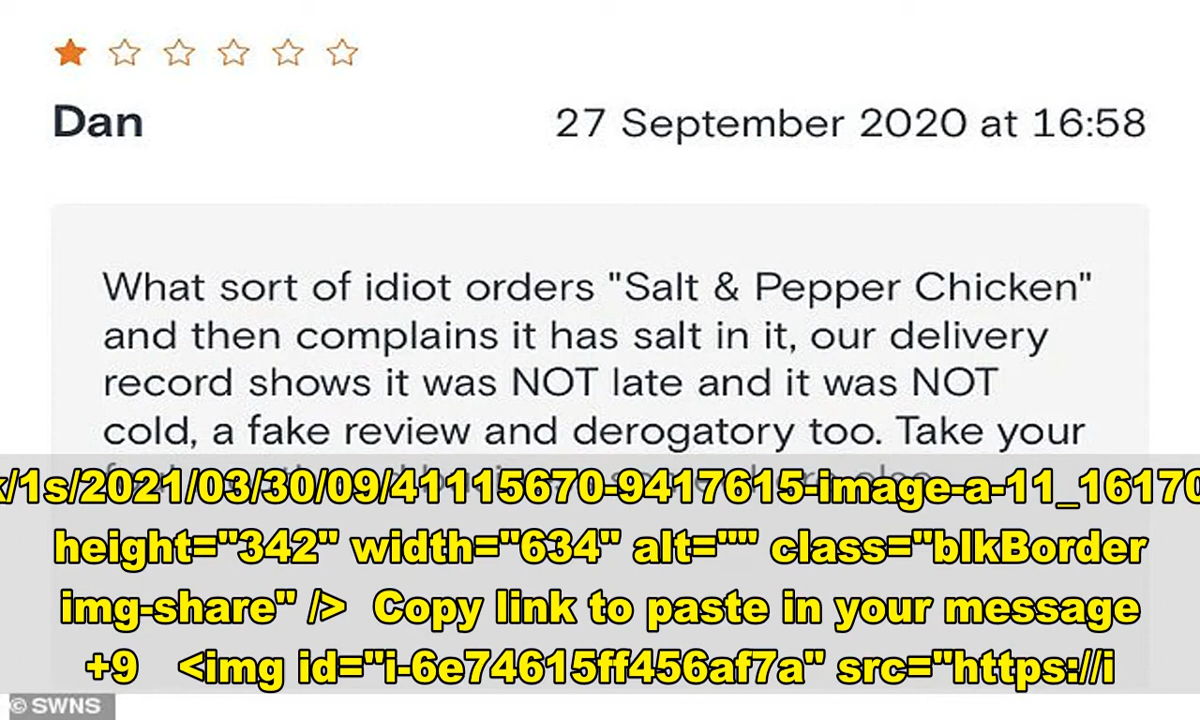 Dan
27 September 2020 at 16:58
What sort of idiot orders "Salt & Pepper Chicken"
and then complains it has salt in it, our delivery
record shows it was NOT late and it was NOT
cold, a fake review and derogatory too. Take your
/1s/2021/03/30/09/41115670-9417615-image-a-11_16170
height="342" width="634" alt="" class="blkBorder
img-share" /> Copy link to paste in your message
+9 <img id="i-6e74615ff456af7a" src="https://i
© SWNS